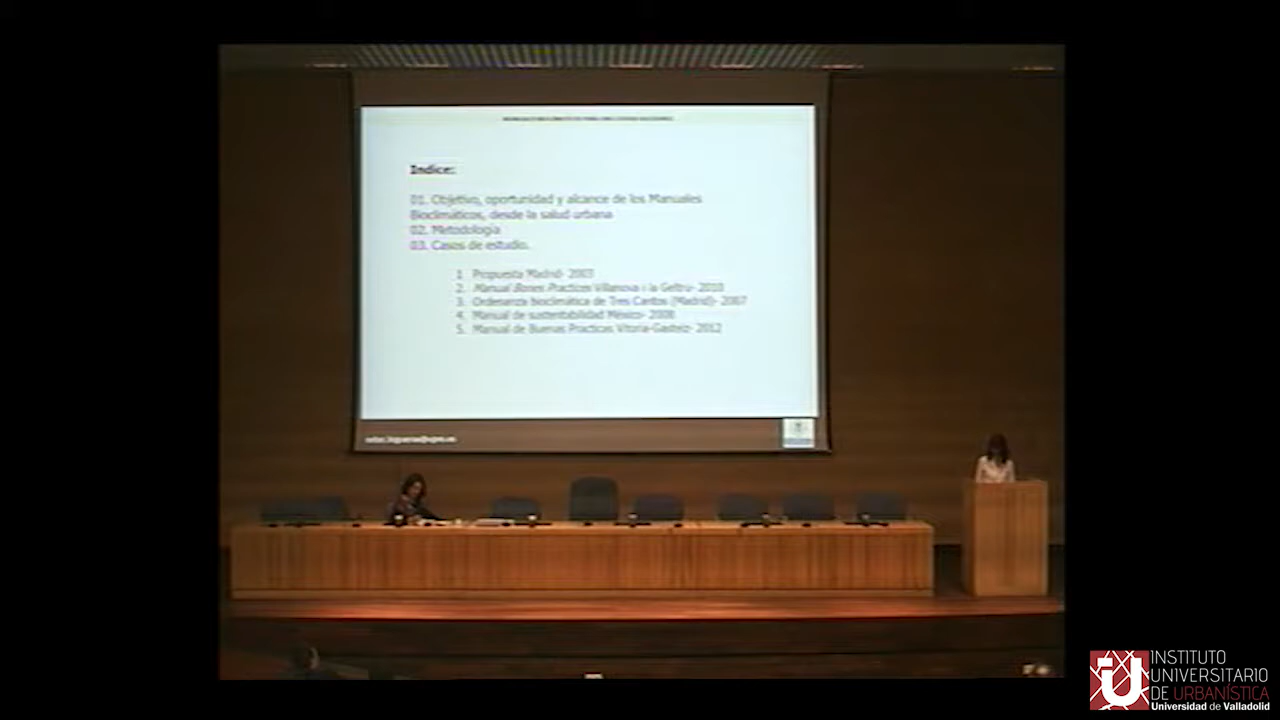 Indice:
01. Objetivo, oportunidad y alcance de los Manuales
Bioclimáticos, desde la salud urbana
02. Metodología
03. Casos de estudio.
1. Propuesta Madrid- 2003
2. Manual Bones Practices Vilanova i la Geltru- 2010
3. Ordenanza bioclimática de Tres Cantos (Madrid)- 2007
4. Manual de sustentabilidad México- 2008
5. Manual de Buenas Practicas Vitoria-Gasteiz- 2012
INSTITUTO
UNIVERSITARIO
DE URBANÍSTICA
Universidad de Valladolid